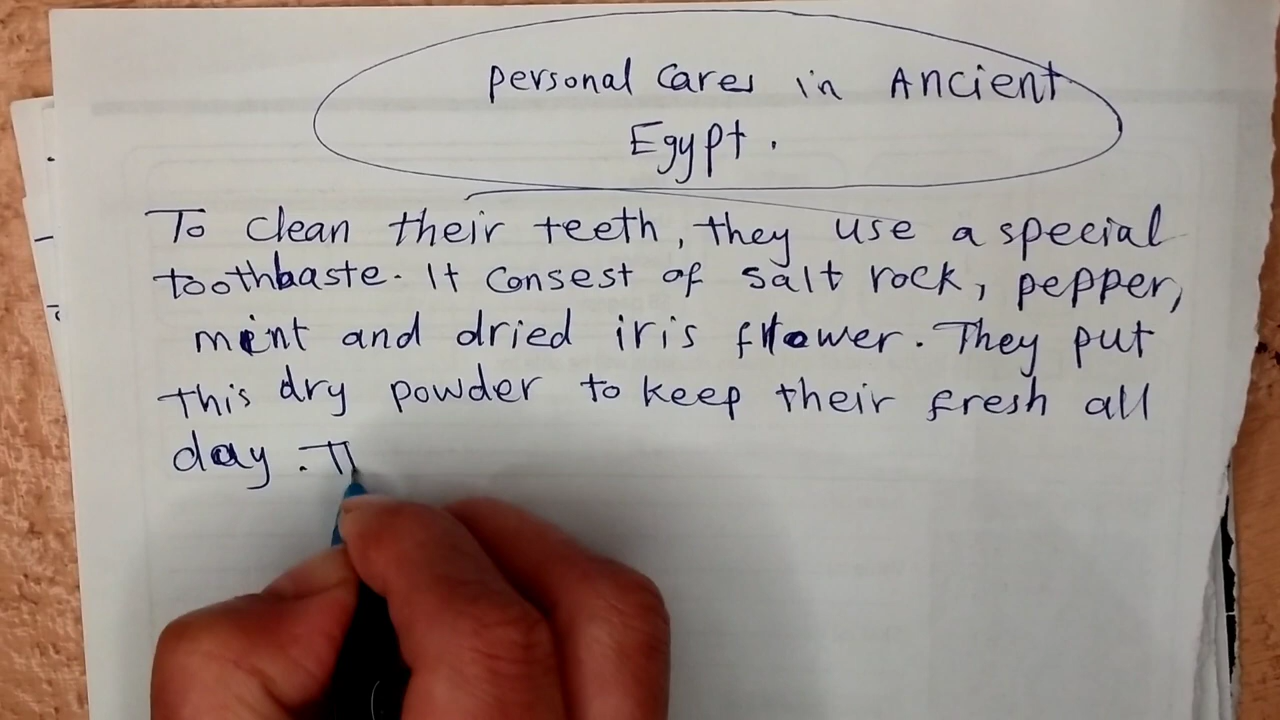 personal cares in Ancient
Egypt.
To clean their teeth, they use a special
toothbaste. It consest of salt rock, pepper,
mint and dried iris flower. They put
this dry powder to keep their fresh all
day.